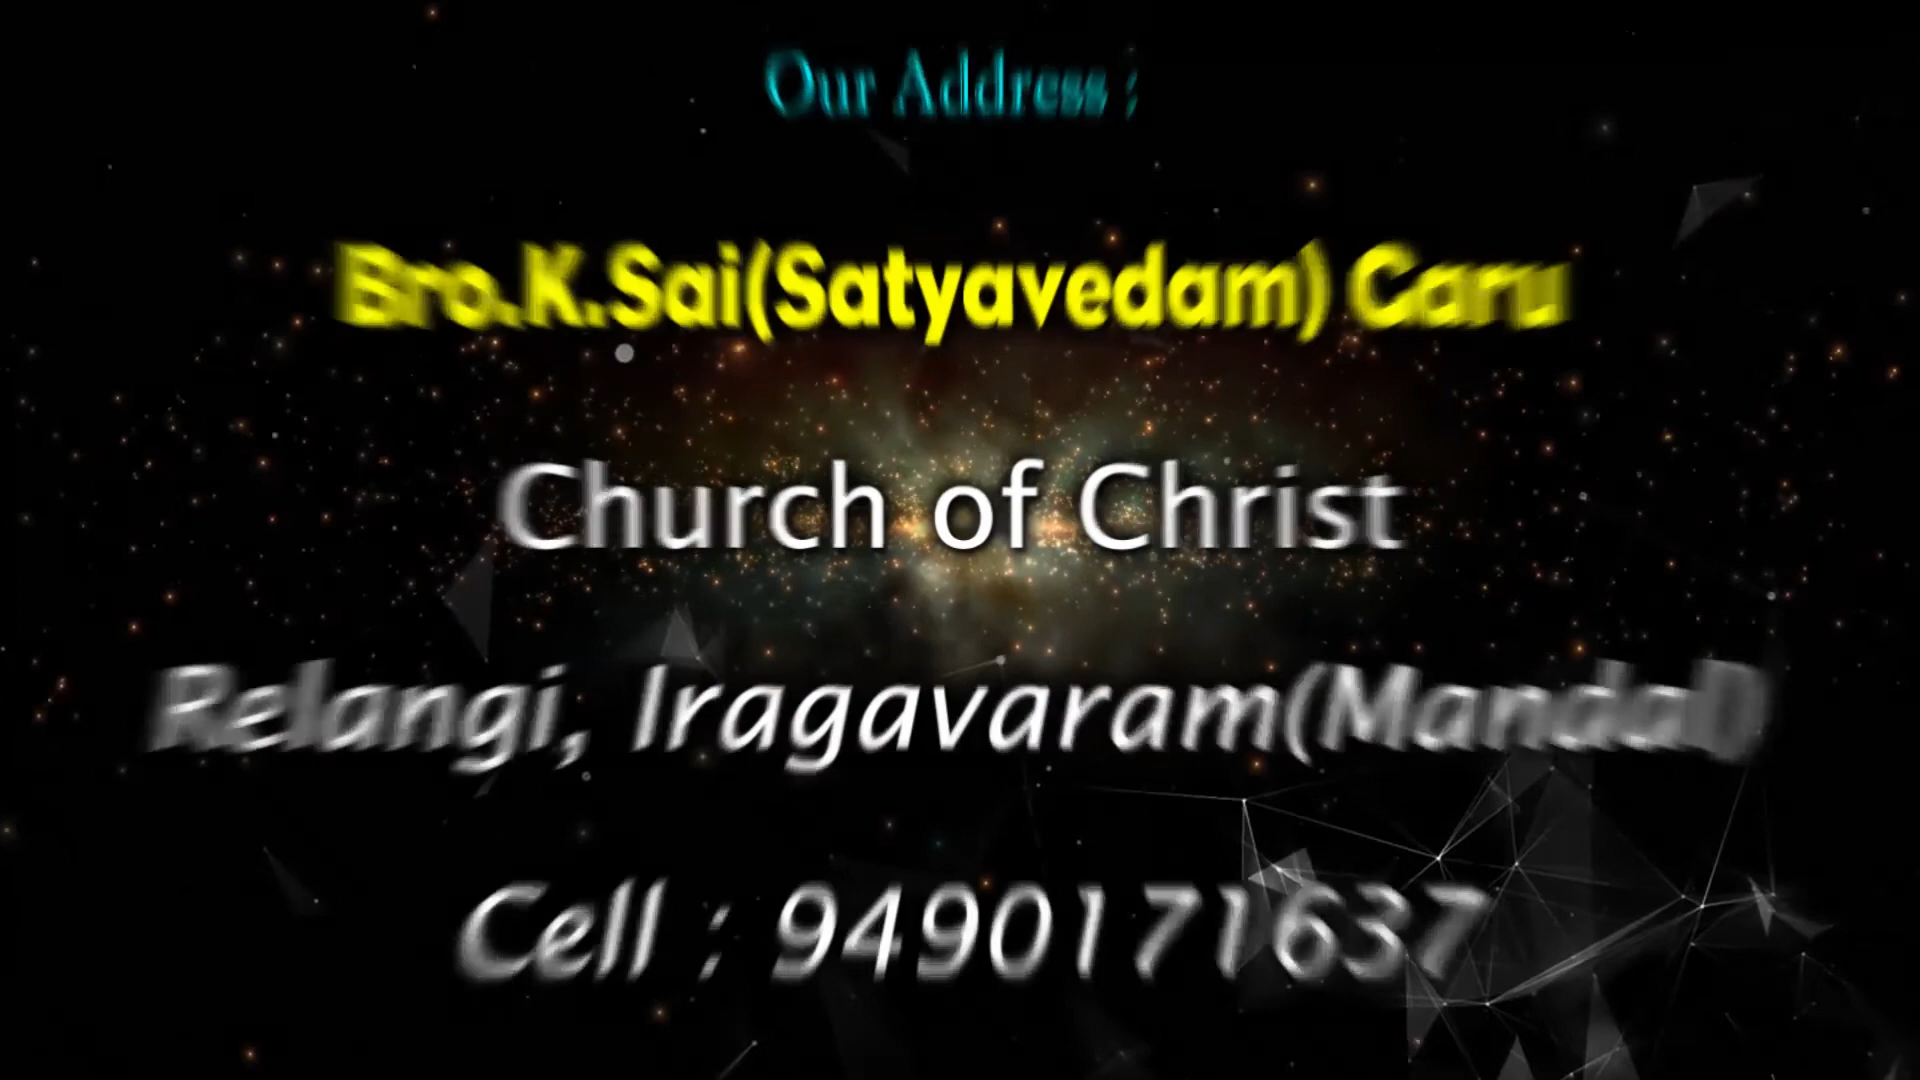 Our Address :
Bro.K.Sai(Satyavedam) Garu
Church of Christ
Relangi, Iragavaram(Mandal)
Cell : 9490171637